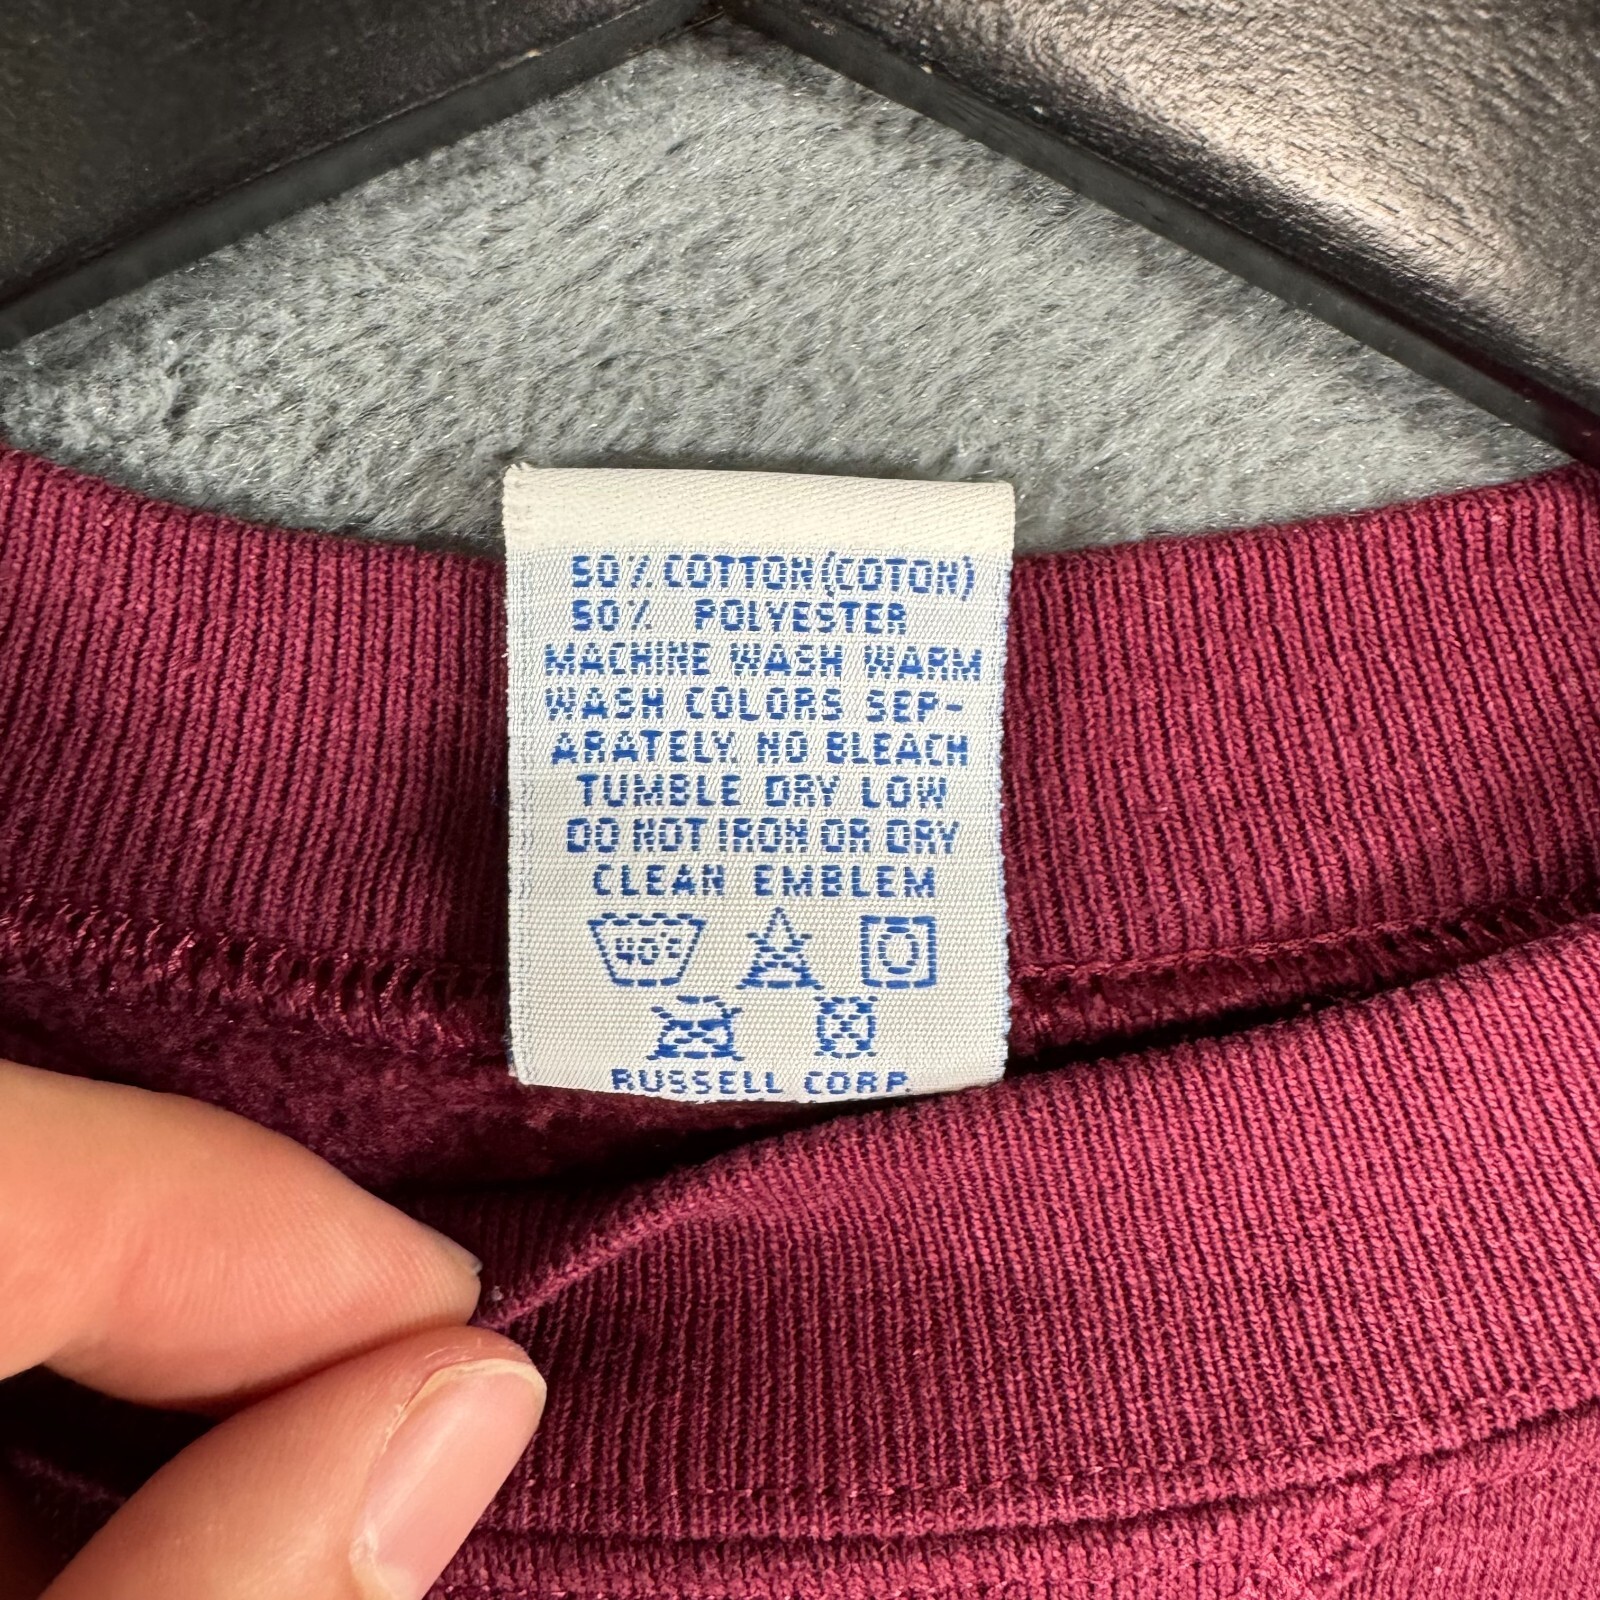 50% COTTON(COTON)
50% POLYESTER
MACHINE WASH WARM
WASH COLORS SEP-
ARATELY. NO BLEACH
TUMBLE DRY LOW
DO NOT IRON OR DRY
CLEAN EMBLEM
40°C
RUSSELL CORP.